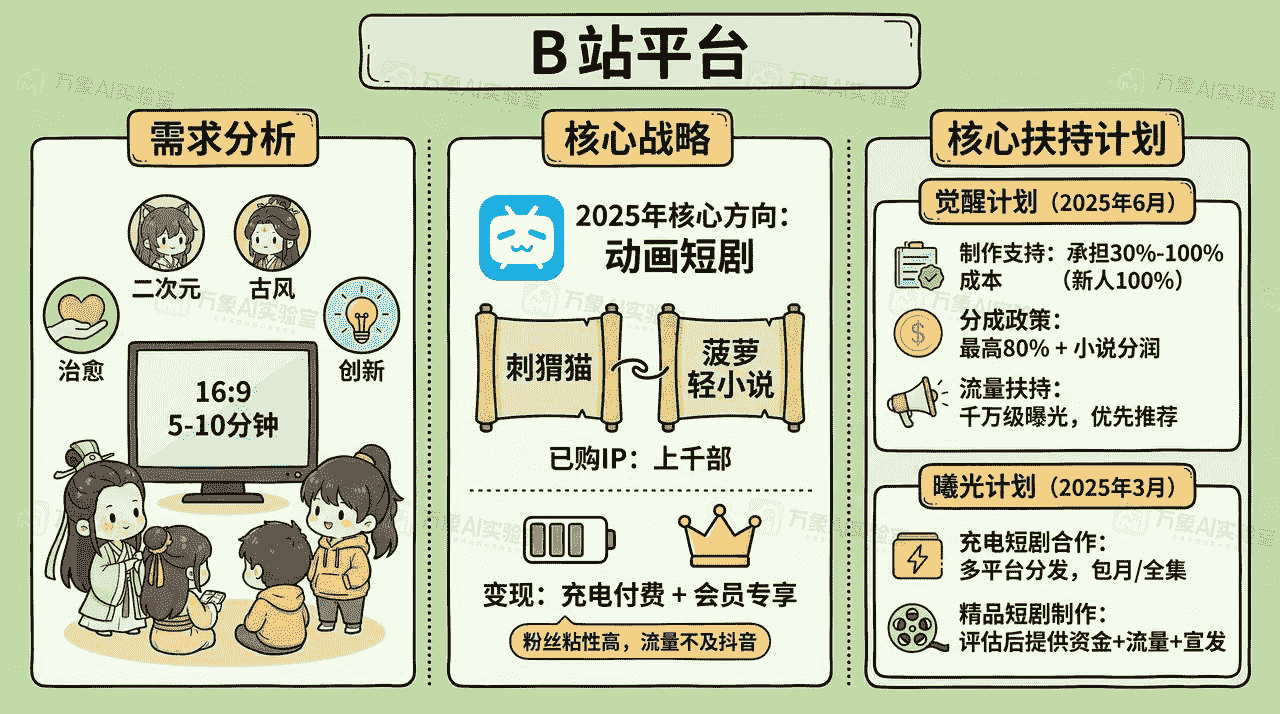 B站平台
需求分析
二次元
古风
治愈
创新
16:9
5-10分钟
核心战略
2025年核心方向：
动画短剧
刺猬猫
菠萝
轻小说
已购IP：上千部
变现：充电付费 + 会员专享
粉丝粘性高，流量不及抖音
核心扶持计划
觉醒计划（2025年6月）
制作支持：承担30%-100%
成本 （新人100%）
分成政策：
最高80% + 小说分润
流量扶持：
千万级曝光，优先推荐
曦光计划（2025年3月）
充电短剧合作：
多平台分发，包月/全集
精品短剧制作：
评估后提供资金+流量+宣发
万象AI实验室